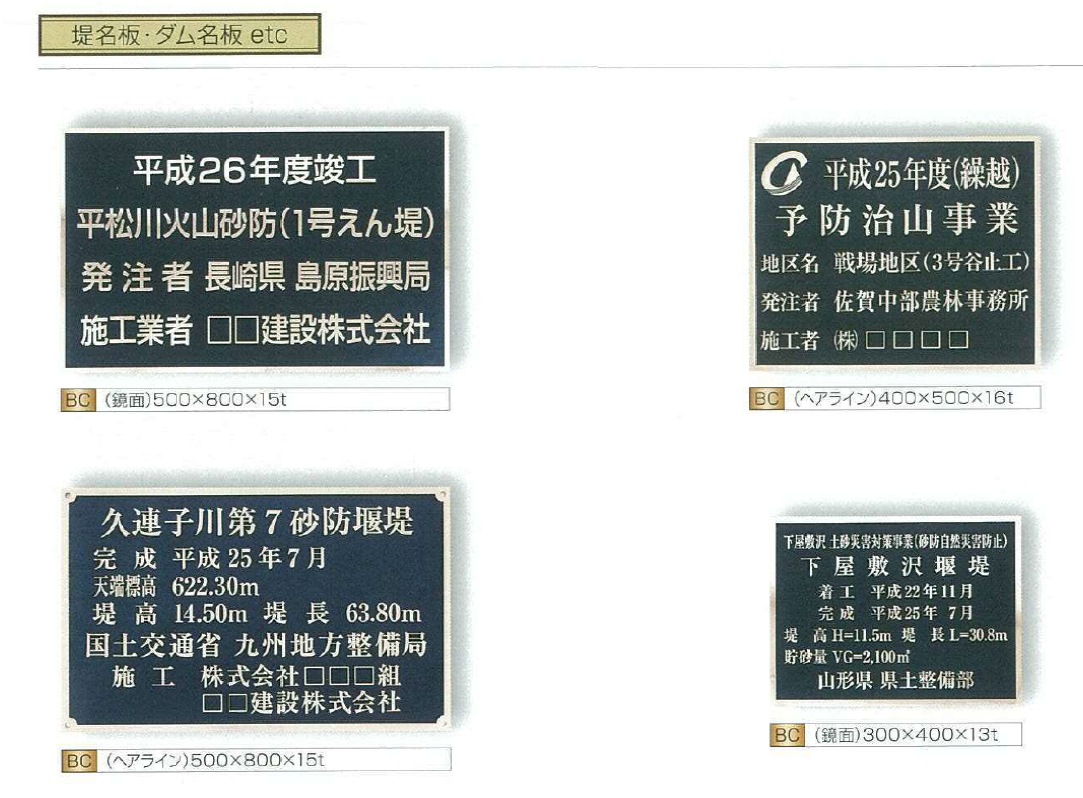 堤名板・ダム名板 etc
平成26年度竣工
平松川火山砂防(1号えん堤)
発注者 長崎県 島原振興局
施工業者 □□建設株式会社
BC (鏡面)500×800×15t
平成25年度(繰越)
予防治山事業
地区名 戦場地区(3号谷止工)
発注者 佐賀中部農林事務所
施工者 ㈱□□□□
BC (ヘアライン)400×500×16t
久連子川第7砂防堰堤
完成 平成25年7月
天端標高 622.30m
堤高 14.50m 堤長 63.80m
国土交通省 九州地方整備局
施工 株式会社□□□組
□□建設株式会社
BC (ヘアライン)500×800×15t
下屋敷沢 土砂災害対策事業(砂防自然災害防止)
下屋敷沢堰堤
着工 平成22年11月
完成 平成25年 7月
堤高 H=11.5m 堤長 L=30.8m
貯砂量 VG=2,100㎥
山形県 県土整備部
BC (鏡面)300×400×13t